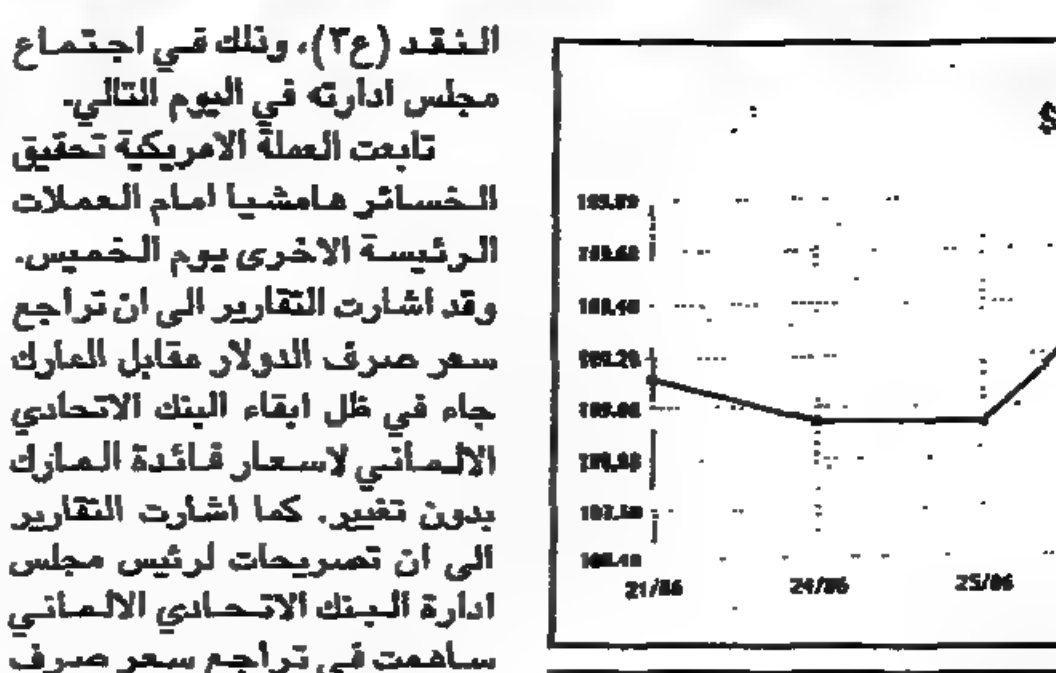 النقد (ع٣)، وذلك في اجتماع
مجلس ادارته في اليوم التالي.
تابعت العملة الامريكية تحقيق
الخسائر هامشيا امام العملات
الرئيسة الاخرى يوم الخميس.
وقد اشارت التقارير الى ان تراجع
سعر صرف الدولار مقابل المارك
جاء في ظل ابقاء البنك الاتحادي
الالماني لاسعار فائدة المارك
بدون تغيير. كما اشارت التقارير
الى ان تصريحات لرئيس مجلس
ادارة البنك الاتحادي الالماني
ساهمت في تراجع سعر صرف
$
21/06
24/06
25/06